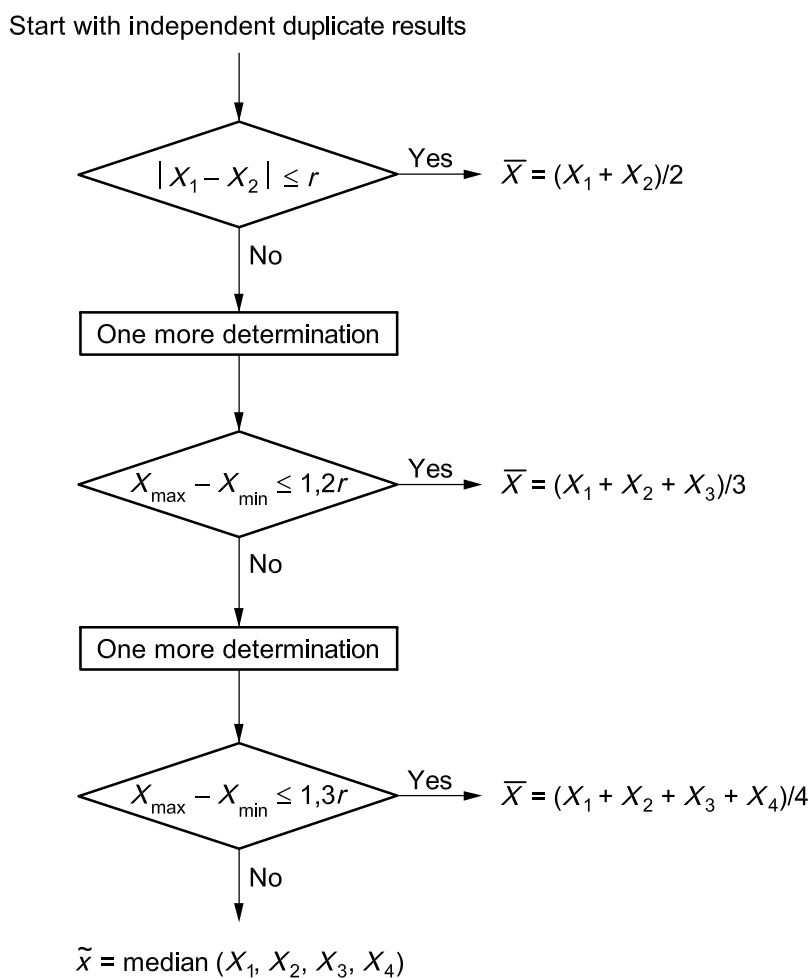 Start with independent duplicate results
| X₁ – X₂ | ≤ r
Yes
X̅ = (X₁ + X₂)/2
No
One more determination
Xmax – Xmin ≤ 1,2r
Yes
X̅ = (X₁ + X₂ + X₃)/3
No
One more determination
Xmax – Xmin ≤ 1,3r
Yes
X̅ = (X₁ + X₂ + X₃ + X₄)/4
No
x̃ = median (X₁, X₂, X₃, X₄)